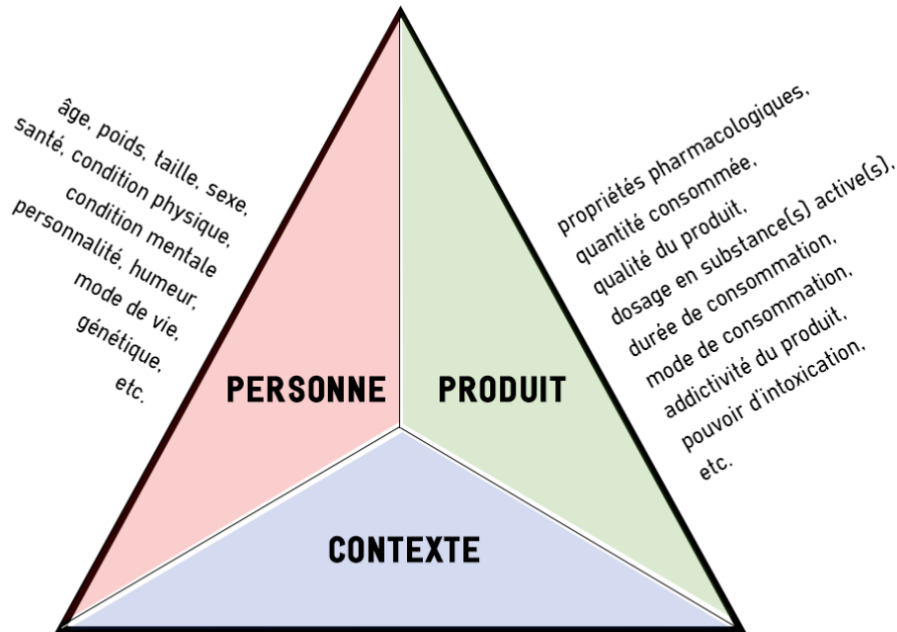 âge, poids, taille, sexe,
santé, condition physique,
condition mentale
personnalité, humeur,
mode de vie,
génétique,
etc.
propriétés pharmacologiques,
quantité consommée,
qualité du produit,
dosage en substance(s) active(s),
durée de consommation,
mode de consommation,
addictivité du produit,
pouvoir d'intoxication,
etc.
PERSONNE
PRODUIT
CONTEXTE